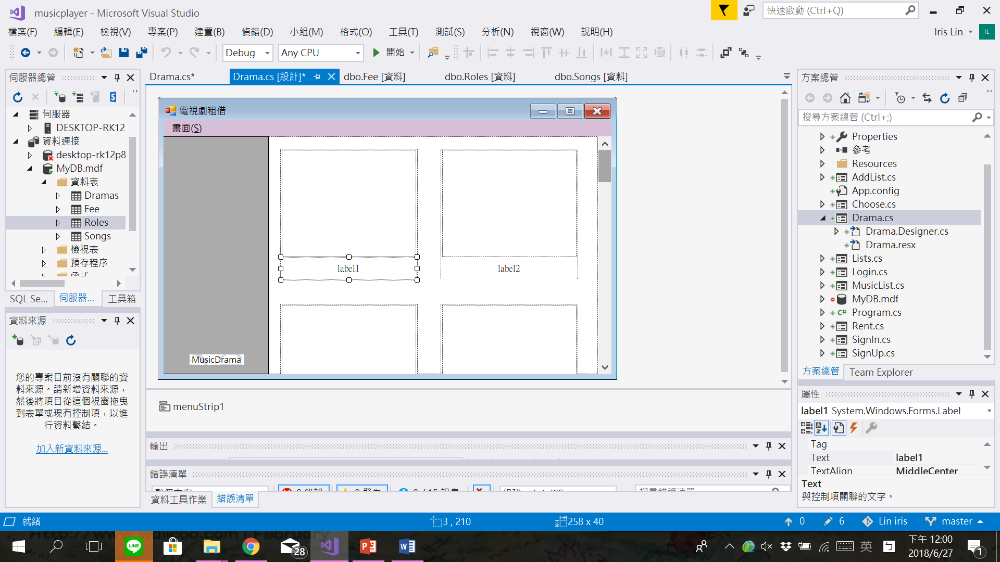 musicplayer - Microsoft Visual Studio
快速啟動 (Ctrl+Q)
檔案(F) 編輯(E) 檢視(V) 專案(P) 建置(B) 偵錯(D) 小組(M) 格式(O) 工具(T) 測試(S) 分析(N) 視窗(W) 說明(H)
Iris Lin IL
Debug Any CPU 開始
伺服器總管
伺服器
DESKTOP-RK12
資料連接
desktop-rk12p8
MyDB.mdf
資料表
Dramas
Fee
Roles
Songs
檢視表
預存程序
函式
SQL Se... 伺服器... 工具箱
資料來源
您的專案目前沒有關聯的資
料來源。請新增資料來源，
然後將項目從這個視窗拖曳
到表單或現有控制項，以進
行資料繫結。
加入新資料來源...
Drama.cs* Drama.cs [設計]* dbo.Fee [資料] dbo.Roles [資料] dbo.Songs [資料]
電視劇租借
畫面(S)
label1 label2
MusicDrama
menuStrip1
輸出
錯誤清單
整個方案 0 錯誤 0 警告 0 / 15 訊息
搜尋錯誤清單
資料工具作業 錯誤清單
方案總管
搜尋方案總管 (Ctrl+;)
Properties
參考
Resources
AddList.cs
App.config
Choose.cs
Drama.cs
Drama.Designer.cs
Drama.resx
Lists.cs
Login.cs
MusicList.cs
MyDB.mdf
C# Program.cs
Rent.cs
SignIn.cs
SignUp.cs
方案總管 Team Explorer
屬性
label1 System.Windows.Forms.Label
Tag
Text label1
TextAlign MiddleCenter
Text
與控制項關聯的文字。
就緒 3 , 210 258 x 40 0 6 Lin iris master
LINE 28 英 ㄅ
下午 12:00
2018/6/27
1